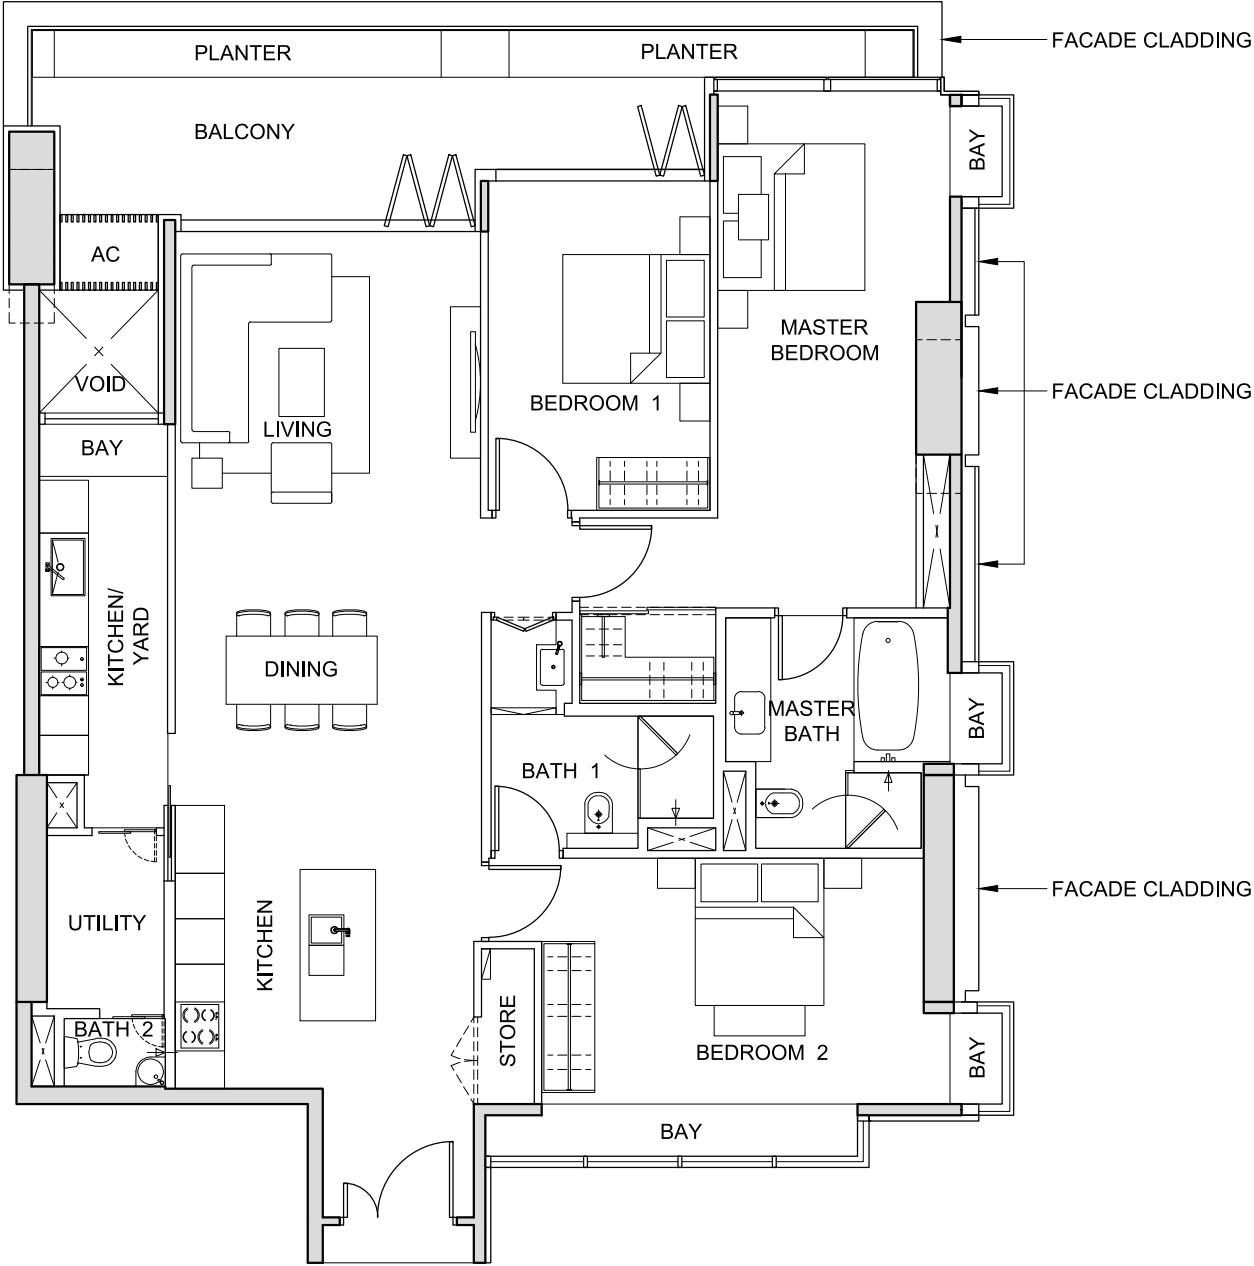 PLANTER
PLANTER
FACADE CLADDING
BALCONY
BAY
AC
MASTER
BEDROOM
VOID
FACADE CLADDING
BEDROOM 1
LIVING
BAY
KITCHEN/
YARD
DINING
MASTER
BATH
BAY
BATH 1
FACADE CLADDING
UTILITY
KITCHEN
STORE
BATH 2
BEDROOM 2
BAY
BAY